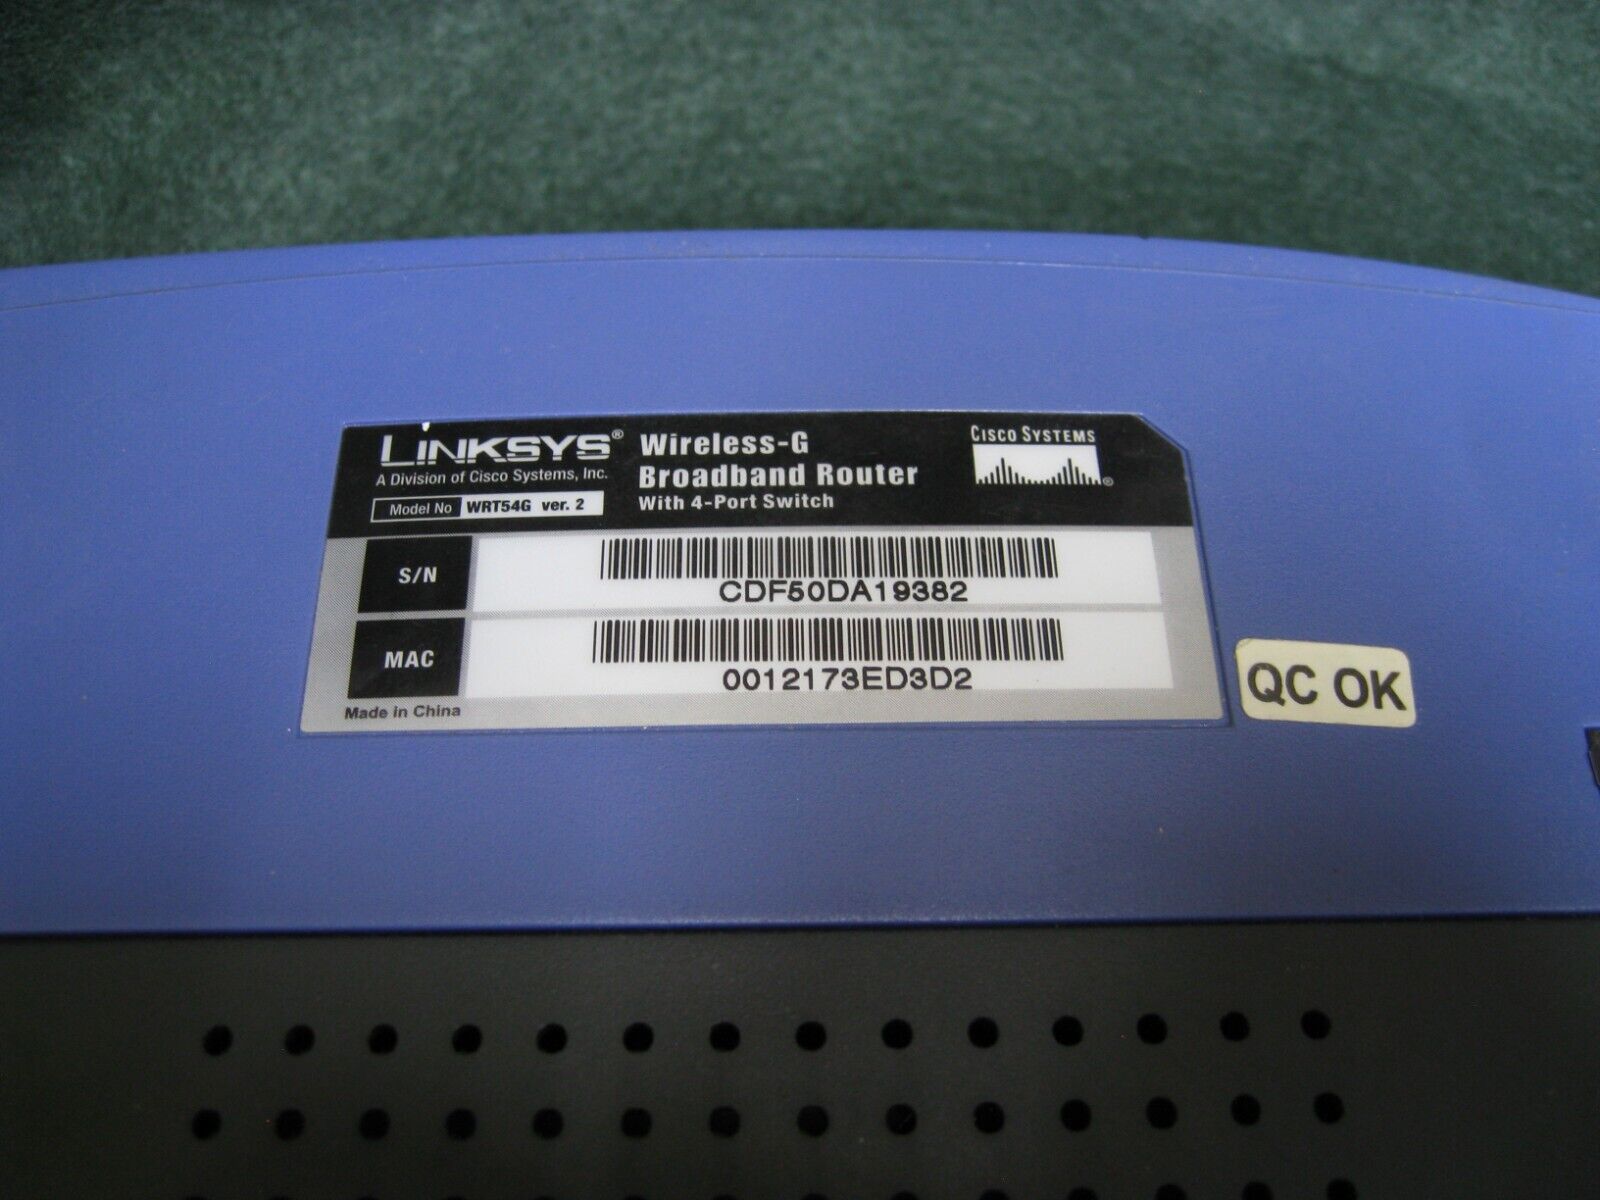 LINKSYS® Wireless-G CISCO SYSTEMS
A Division of Cisco Systems, Inc. Broadband Router
Model No WRT54G ver. 2 With 4-Port Switch ®
S/N CDF50DA19382
MAC 0012173ED3D2
Made in China
QC OK